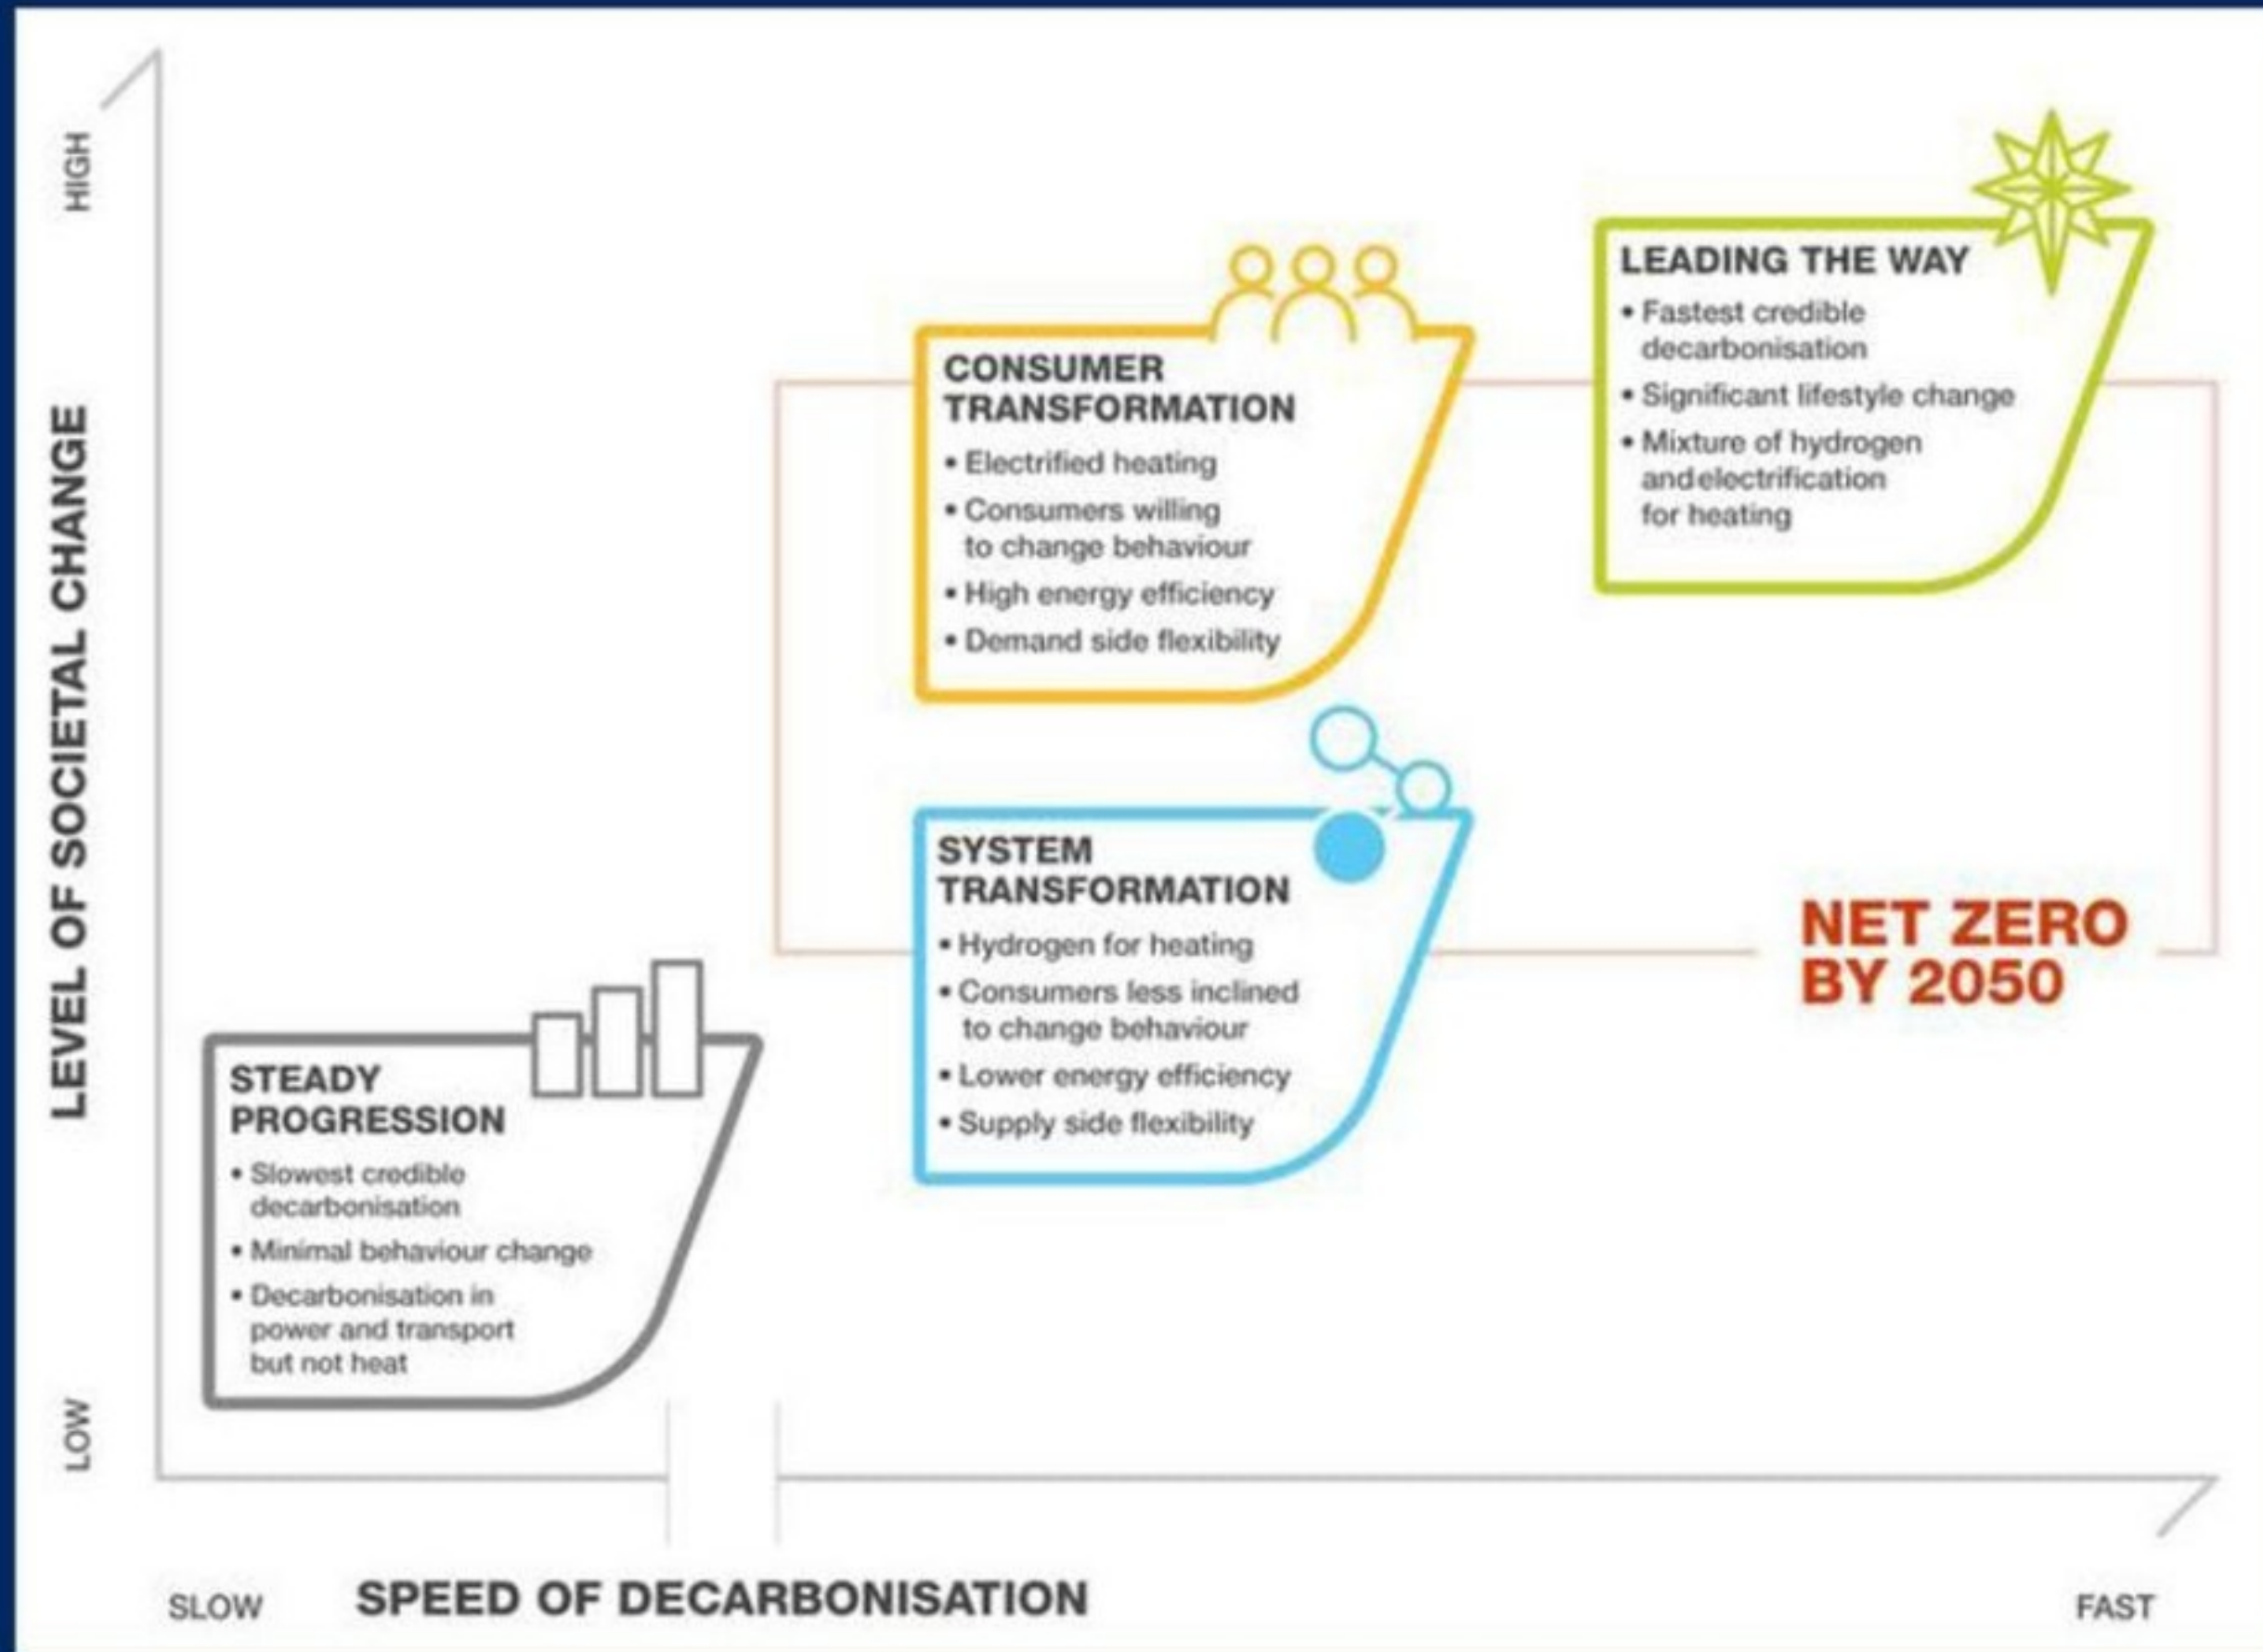 HIGH
LEVEL OF SOCIETAL CHANGE
LOW
LEADING THE WAY
• Fastest credible
decarbonisation
• Significant lifestyle change
• Mixture of hydrogen
andelectrification
for heating
CONSUMER
TRANSFORMATION
• Electrified heating
• Consumers willing
to change behaviour
• High energy efficiency
• Demand side flexibility
SYSTEM
TRANSFORMATION
• Hydrogen for heating
• Consumers less inclined
to change behaviour
• Lower energy efficiency
• Supply side flexibility
NET ZERO
BY 2050
STEADY
PROGRESSION
• Slowest credible
decarbonisation
• Minimal behaviour change
• Decarbonisation in
power and transport
but not heat
SLOW
SPEED OF DECARBONISATION
FAST